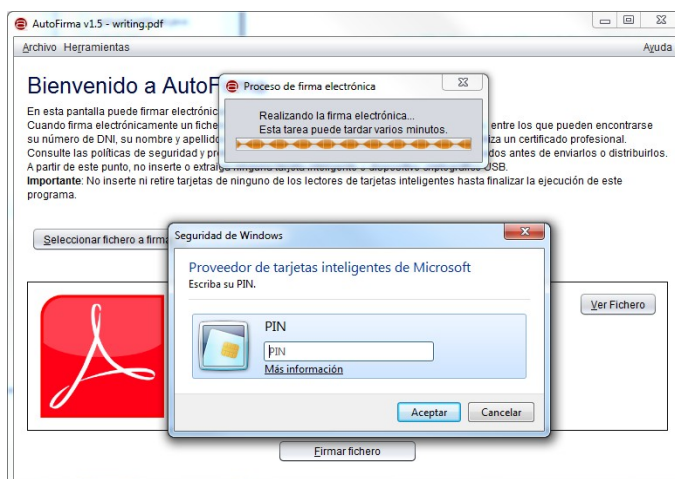 AutoFirma v1.5 - writing.pdf
Archivo Herramientas Ayuda
Bienvenido a AutoF
Proceso de firma electrónica
Realizando la firma electrónica...
Esta tarea puede tardar varios minutos.
En esta pantalla puede firmar electrónic
Cuando firma electrónicamente un fiche entre los que pueden encontrarse
su número de DNI, su nombre y apellido iza un certificado profesional.
Consulte las políticas de seguridad y pr dos antes de enviarlos o distribuirlos.
A partir de este punto, no inserte o extraiga ninguna tarjeta inteligente o dispositivo criptográfico USB.
Importante: No inserte ni retire tarjetas de ninguno de los lectores de tarjetas inteligentes hasta finalizar la ejecución de este
programa.
Seleccionar fichero a firma
Seguridad de Windows
Proveedor de tarjetas inteligentes de Microsoft
Escriba su PIN.
PIN
PIN
Más información
Aceptar Cancelar
Ver Fichero
Firmar fichero